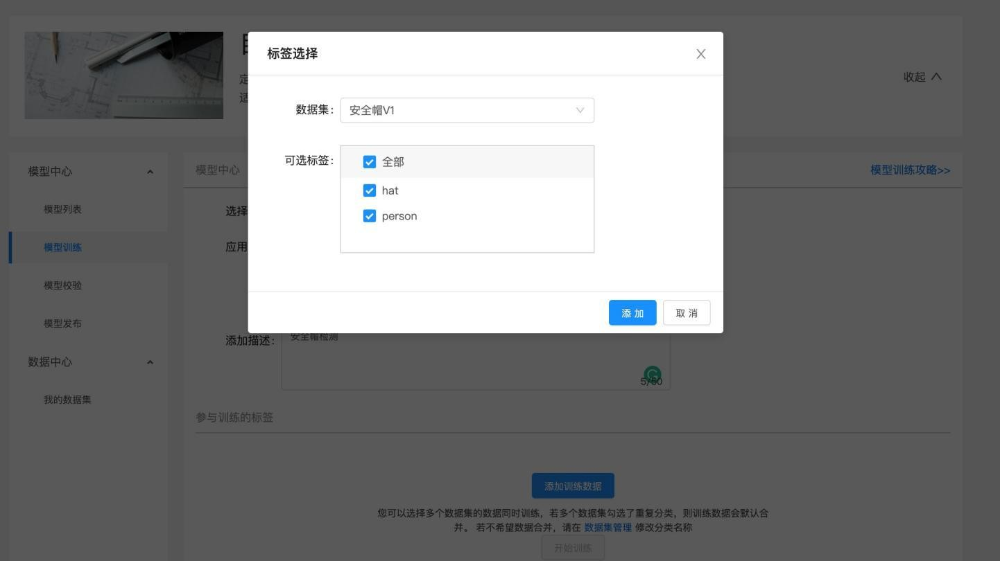 标签选择
定
适
收起
数据集：
安全帽V1
可选标签：
全部
hat
person
添 加
取 消
模型中心
模型列表
模型训练
模型校验
模型发布
数据中心
我的数据集
模型中心
模型训练攻略>>
选择
应用
添加描述：
安全帽检测
5/50
参与训练的标签
添加训练数据
您可以选择多个数据集的数据同时训练，若多个数据集勾选了重复分类，则训练数据会默认合
并。 若不希望数据合并，请在 数据集管理 修改分类名称
开始训练